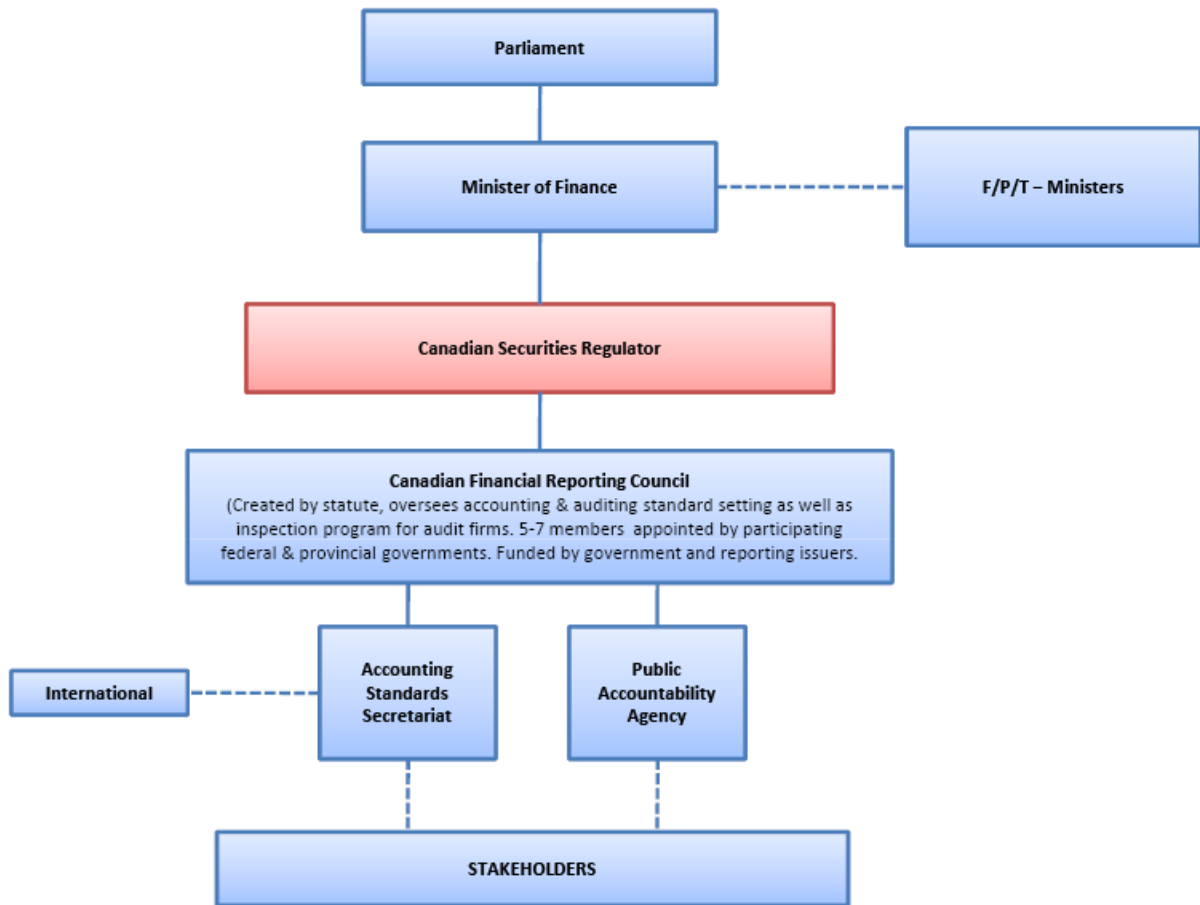 Parliament
Minister of Finance
F/P/T – Ministers
Canadian Securities Regulator
Canadian Financial Reporting Council
(Created by statute, oversees accounting & auditing standard setting as well as
inspection program for audit firms. 5-7 members appointed by participating
federal & provincial governments. Funded by government and reporting issuers.
International
Accounting
Standards
Secretariat
Public
Accountability
Agency
STAKEHOLDERS